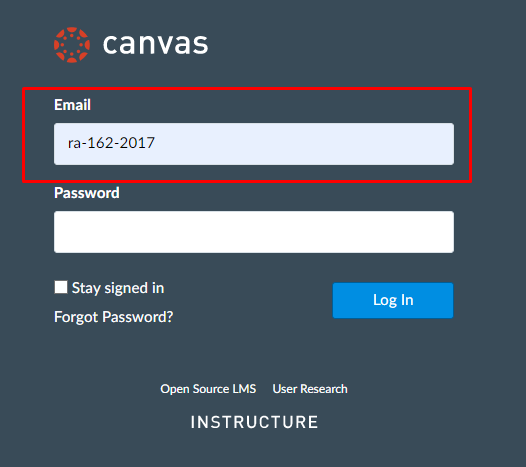 canvas
Email
ra-162-2017
Password
Stay signed in
Log In
Forgot Password?
Open Source LMS User Research
INSTRUCTURE